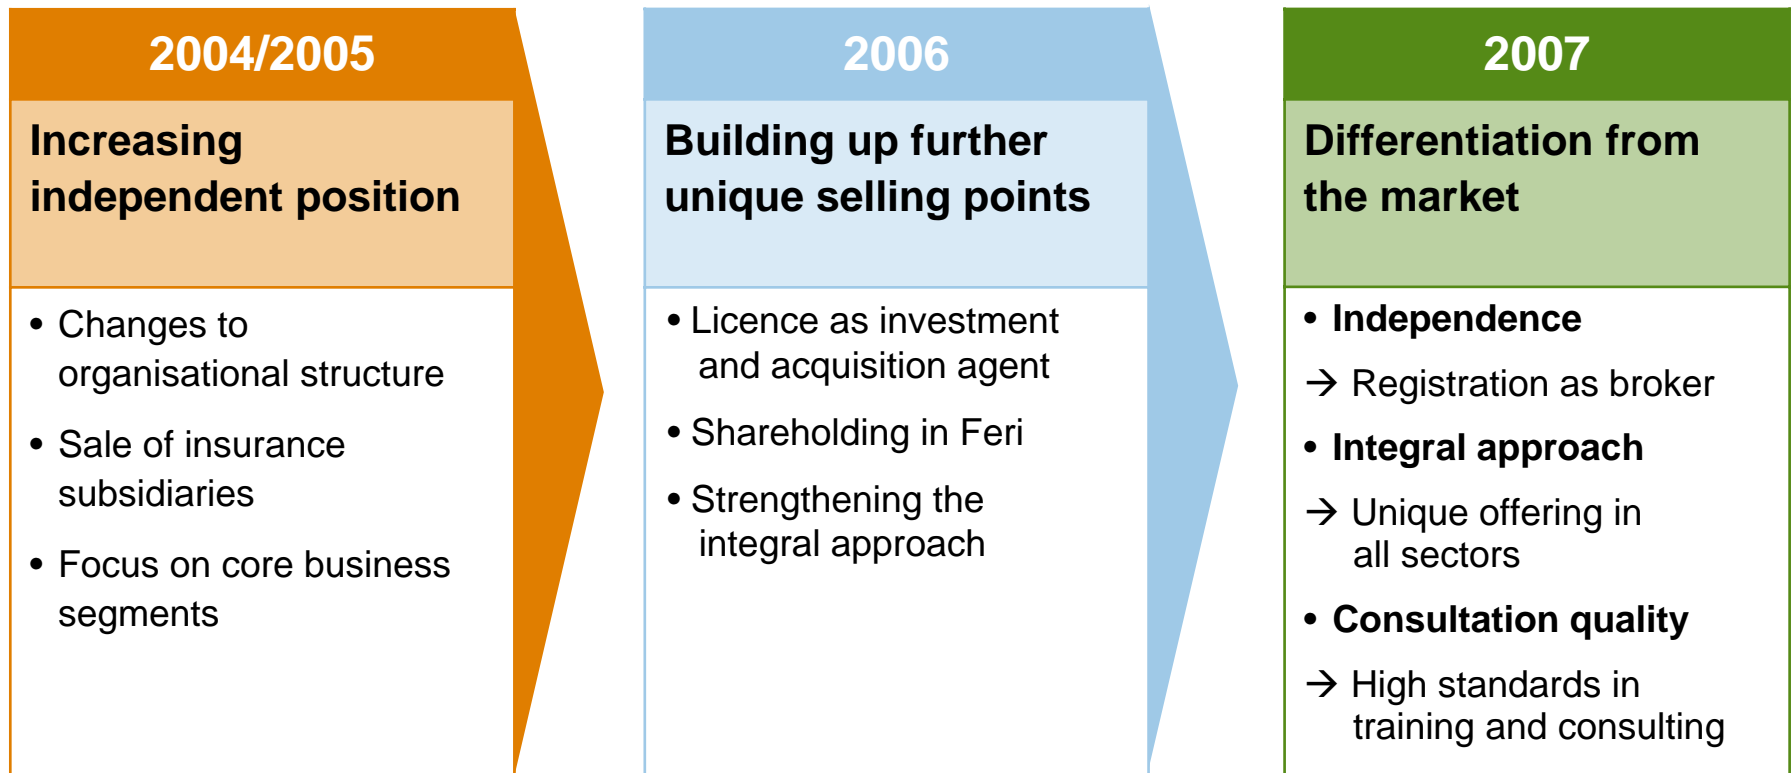 2004/2005
Increasing
independent position
• Changes to
organisational structure
• Sale of insurance
subsidiaries
• Focus on core business
segments
2006
Building up further
unique selling points
• Licence as investment
and acquisition agent
• Shareholding in Feri
• Strengthening the
integral approach
2007
Differentiation from
the market
• Independence
→ Registration as broker
• Integral approach
→ Unique offering in
all sectors
• Consultation quality
→ High standards in
training and consulting